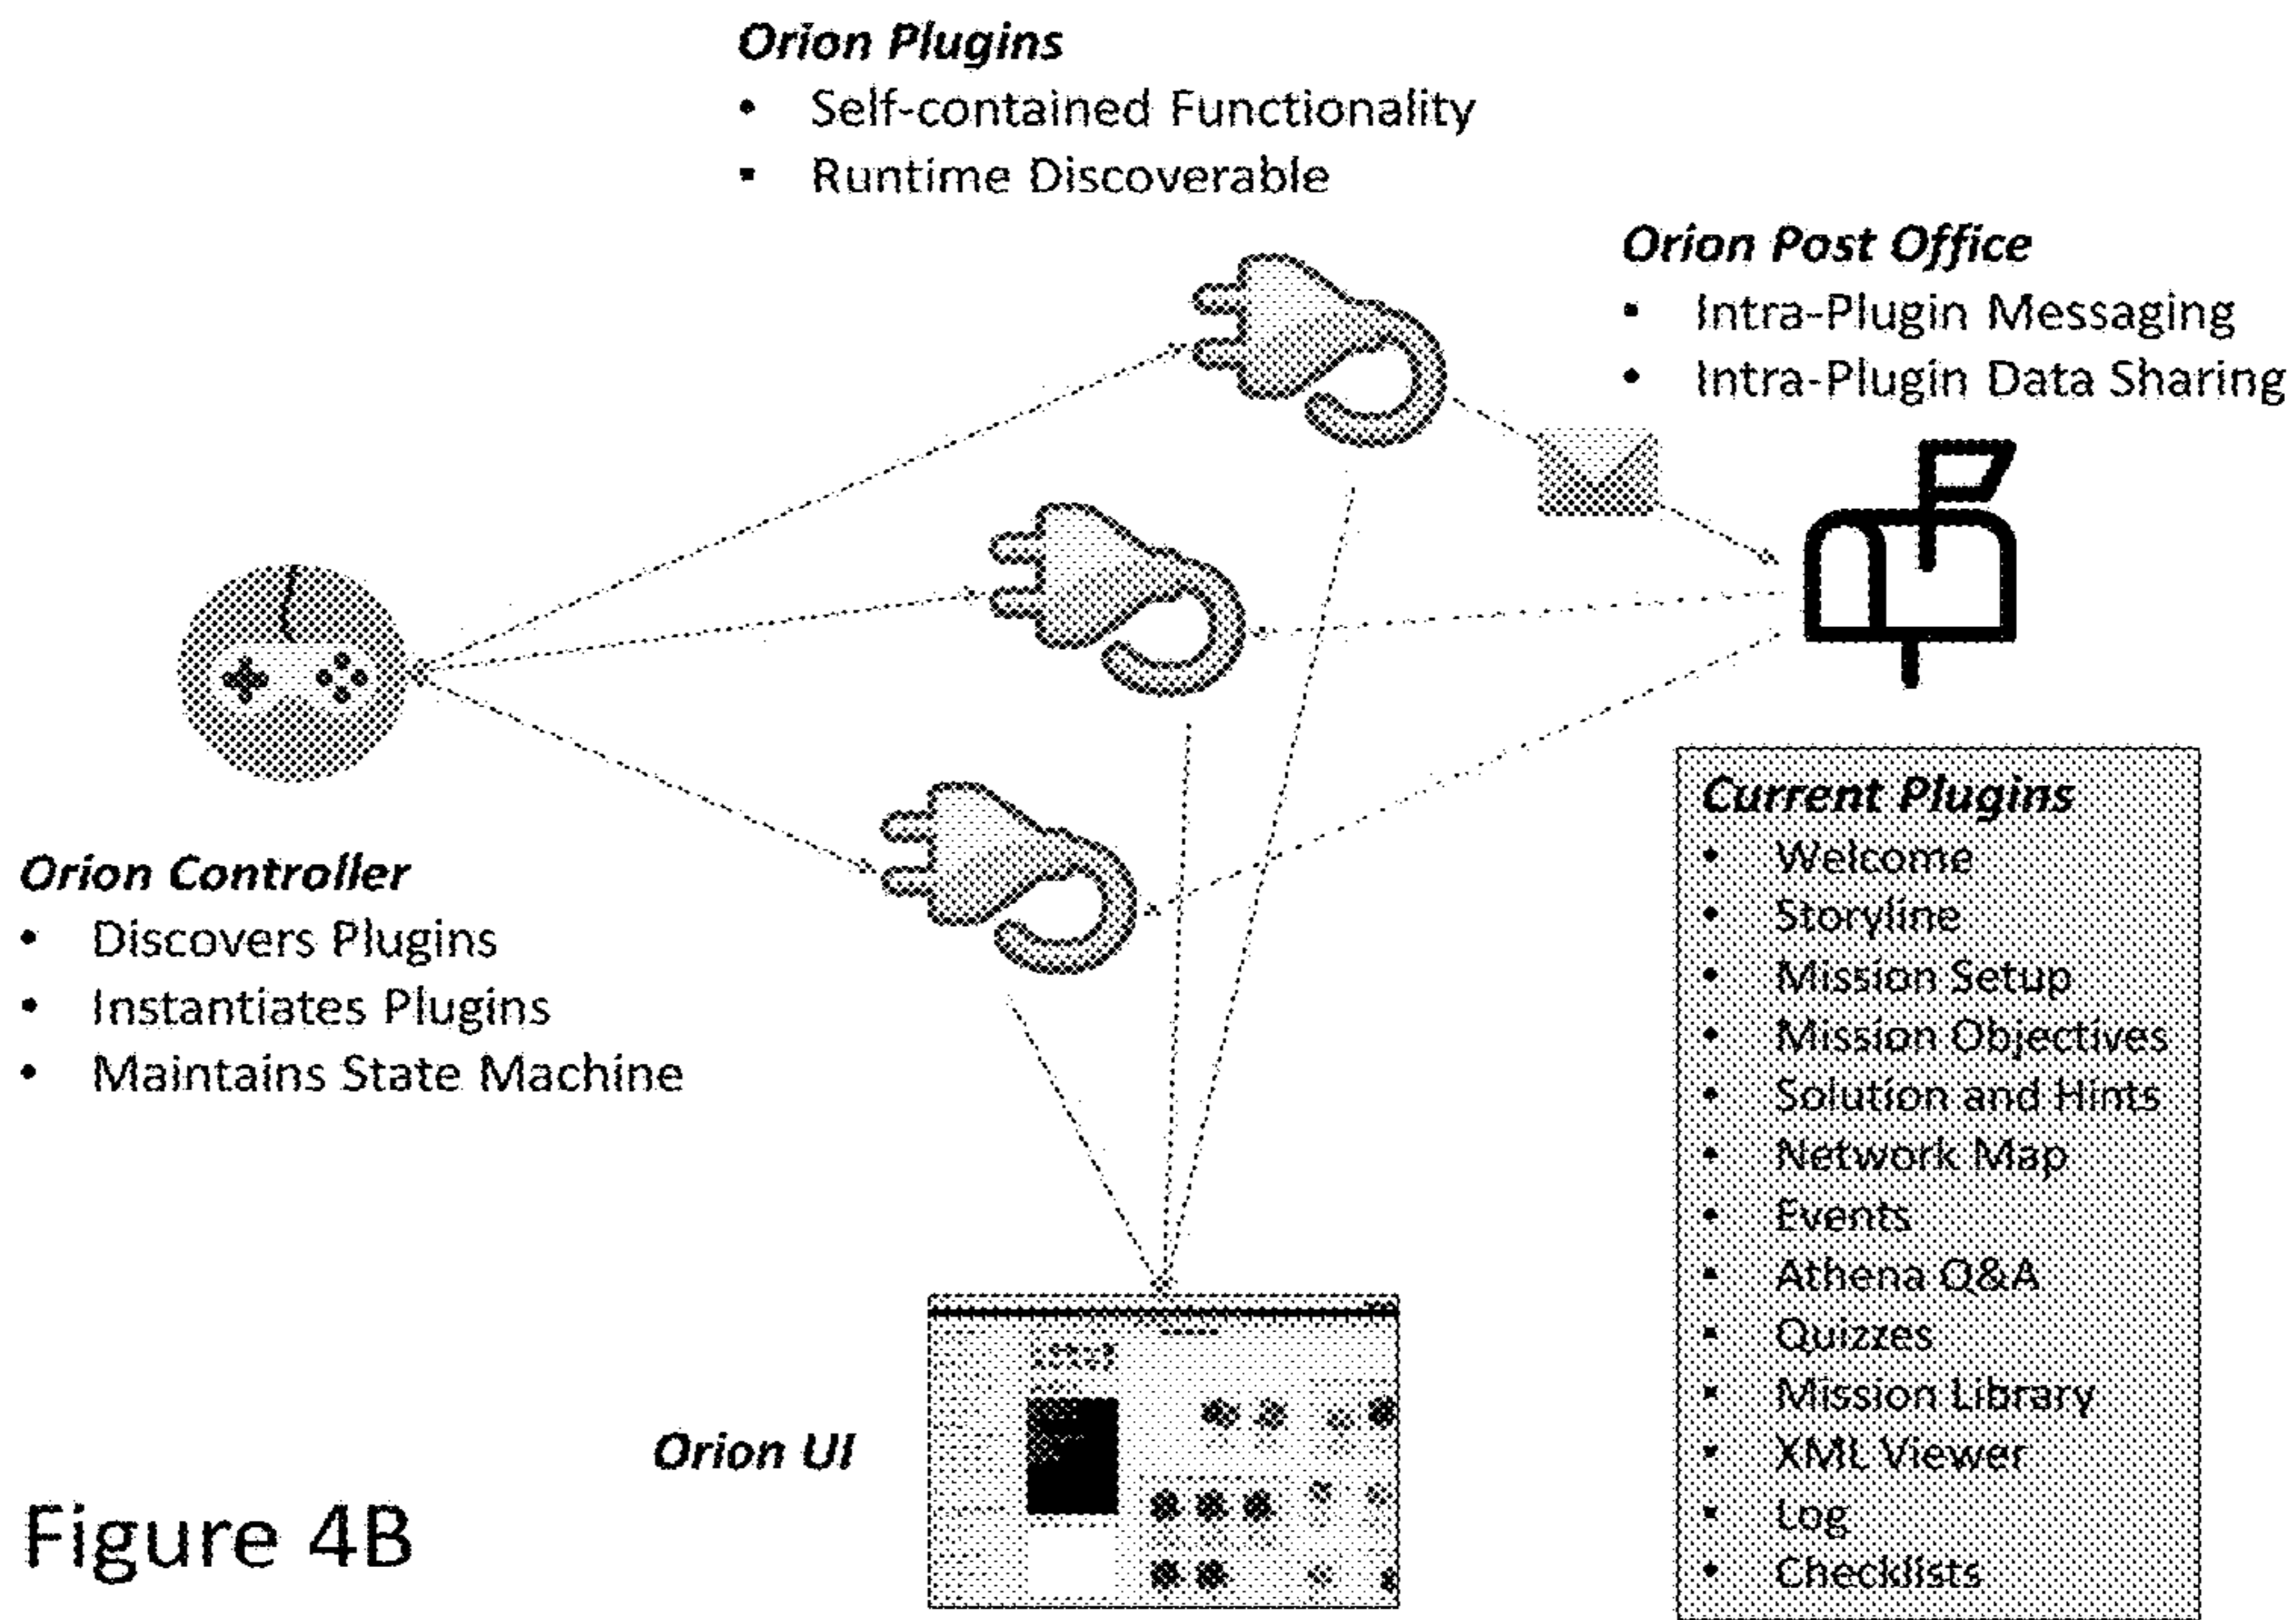 Orion Plugins
• Self-contained Functionality
• Runtime Discoverable
Orion Post Office
• Intra-Plugin Messaging
• Intra-Plugin Data Sharing
Orion Controller
• Discovers Plugins
• Instantiates Plugins
• Maintains State Machine
Current Plugins
• Welcome
• Storyline
• Mission Setup
• Mission Objectives
• Solution and Hints
• Network Map
• Events
• Athena Q&A
• Quizzes
• Mission Library
• XML Viewer
• Log
• Checklists
Orion UI
Figure 4B